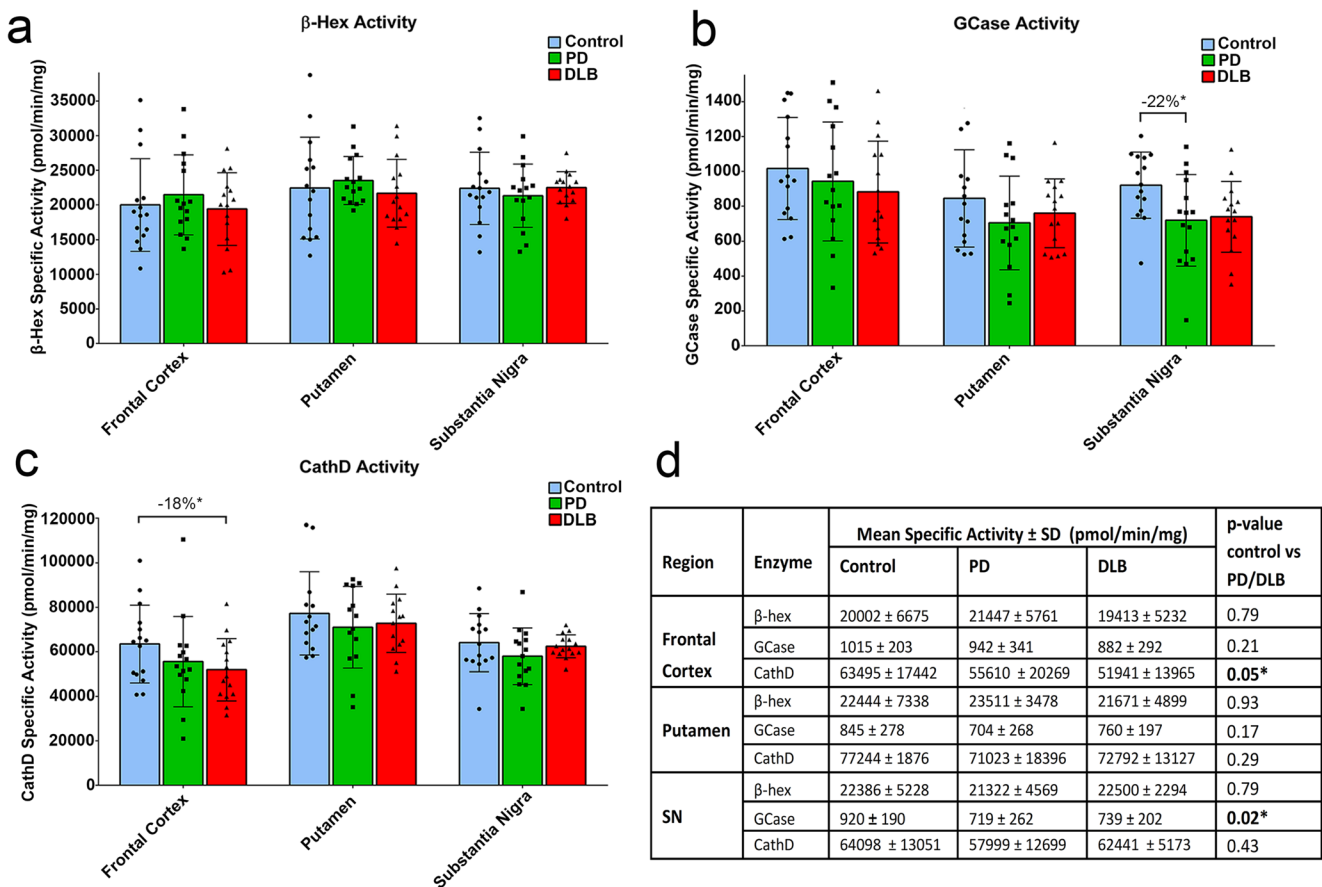 a
β-Hex Activity
Control
PD
DLB
β-Hex Specific Activity (pmol/min/mg)
35000
30000
25000
20000
15000
10000
5000
0
Frontal Cortex
Putamen
Substantia Nigra
b
GCase Activity
Control
PD
DLB
-22%*
GCase Specific Activity (pmol/min/mg)
1400
1200
1000
800
600
400
200
0
Frontal Cortex
Putamen
Substantia Nigra
c
CathD Activity
Control
PD
DLB
-18%*
CathD Specific Activity (pmol/min/mg)
120000
100000
80000
60000
40000
20000
0
Frontal Cortex
Putamen
Substantia Nigra
d
Region Enzyme Mean Specific Activity ± SD (pmol/min/mg) p-value
control vs
PD/DLB
Control PD DLB
Frontal
Cortex
β-hex 20002 ± 6675 21447 ± 5761 19413 ± 5232 0.79
GCase 1015 ± 203 942 ± 341 882 ± 292 0.21
CathD 63495 ± 17442 55610 ± 20269 51941 ± 13965 0.05*
Putamen
β-hex 22444 ± 7338 23511 ± 3478 21671 ± 4899 0.93
GCase 845 ± 278 704 ± 268 760 ± 197 0.17
CathD 77244 ± 1876 71023 ± 18396 72792 ± 13127 0.29
SN
β-hex 22386 ± 5228 21322 ± 4569 22500 ± 2294 0.79
GCase 920 ± 190 719 ± 262 739 ± 202 0.02*
CathD 64098 ± 13051 57999 ± 12699 62441 ± 5173 0.43